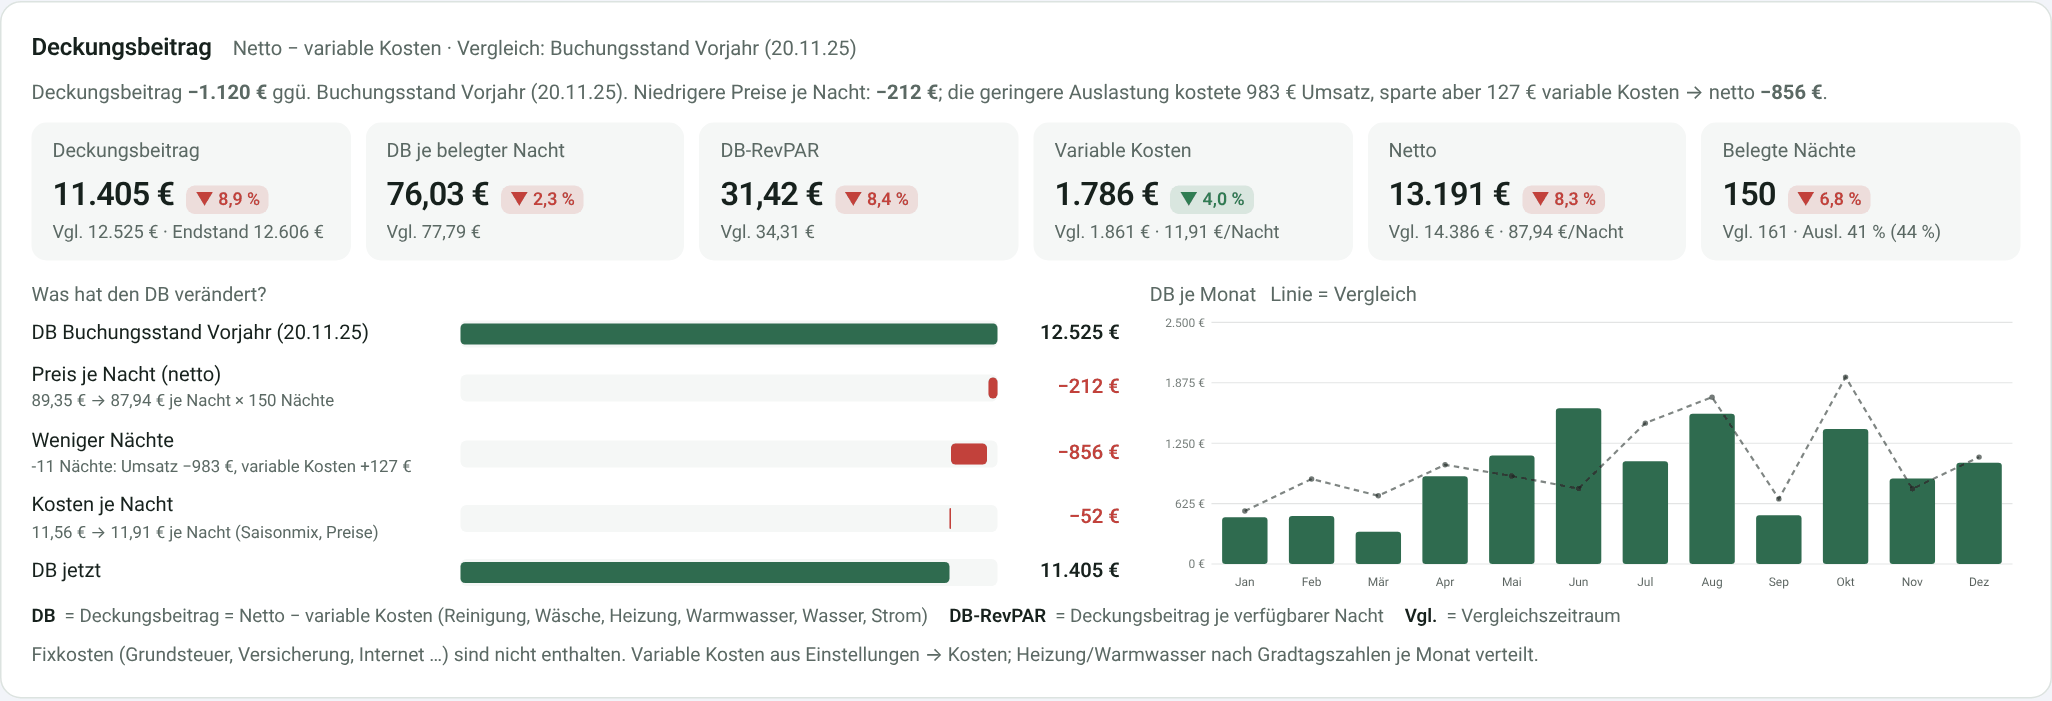 Deckungsbeitrag Netto − variable Kosten · Vergleich: Buchungsstand Vorjahr (20.11.25)
Deckungsbeitrag −1.120 € ggü. Buchungsstand Vorjahr (20.11.25). Niedrigere Preise je Nacht: −212 €; die geringere Auslastung kostete 983 € Umsatz, sparte aber 127 € variable Kosten → netto −856 €.
Deckungsbeitrag
11.405 € ▼ 8,9 %
Vgl. 12.525 € · Endstand 12.606 €
DB je belegter Nacht
76,03 € ▼ 2,3 %
Vgl. 77,79 €
DB-RevPAR
31,42 € ▼ 8,4 %
Vgl. 34,31 €
Variable Kosten
1.786 € ▼ 4,0 %
Vgl. 1.861 € · 11,91 €/Nacht
Netto
13.191 € ▼ 8,3 %
Vgl. 14.386 € · 87,94 €/Nacht
Belegte Nächte
150 ▼ 6,8 %
Vgl. 161 · Ausl. 41 % (44 %)
Was hat den DB verändert?
DB Buchungsstand Vorjahr (20.11.25) 12.525 €
Preis je Nacht (netto) −212 €
89,35 € → 87,94 € je Nacht × 150 Nächte
Weniger Nächte −856 €
-11 Nächte: Umsatz −983 €, variable Kosten +127 €
Kosten je Nacht −52 €
11,56 € → 11,91 € je Nacht (Saisonmix, Preise)
DB jetzt 11.405 €
DB je Monat Linie = Vergleich
2.500 €
1.875 €
1.250 €
625 €
0 €
Jan Feb Mär Apr Mai Jun Jul Aug Sep Okt Nov Dez
DB = Deckungsbeitrag = Netto − variable Kosten (Reinigung, Wäsche, Heizung, Warmwasser, Wasser, Strom) DB-RevPAR = Deckungsbeitrag je verfügbarer Nacht Vgl. = Vergleichszeitraum
Fixkosten (Grundsteuer, Versicherung, Internet …) sind nicht enthalten. Variable Kosten aus Einstellungen → Kosten; Heizung/Warmwasser nach Gradtagszahlen je Monat verteilt.